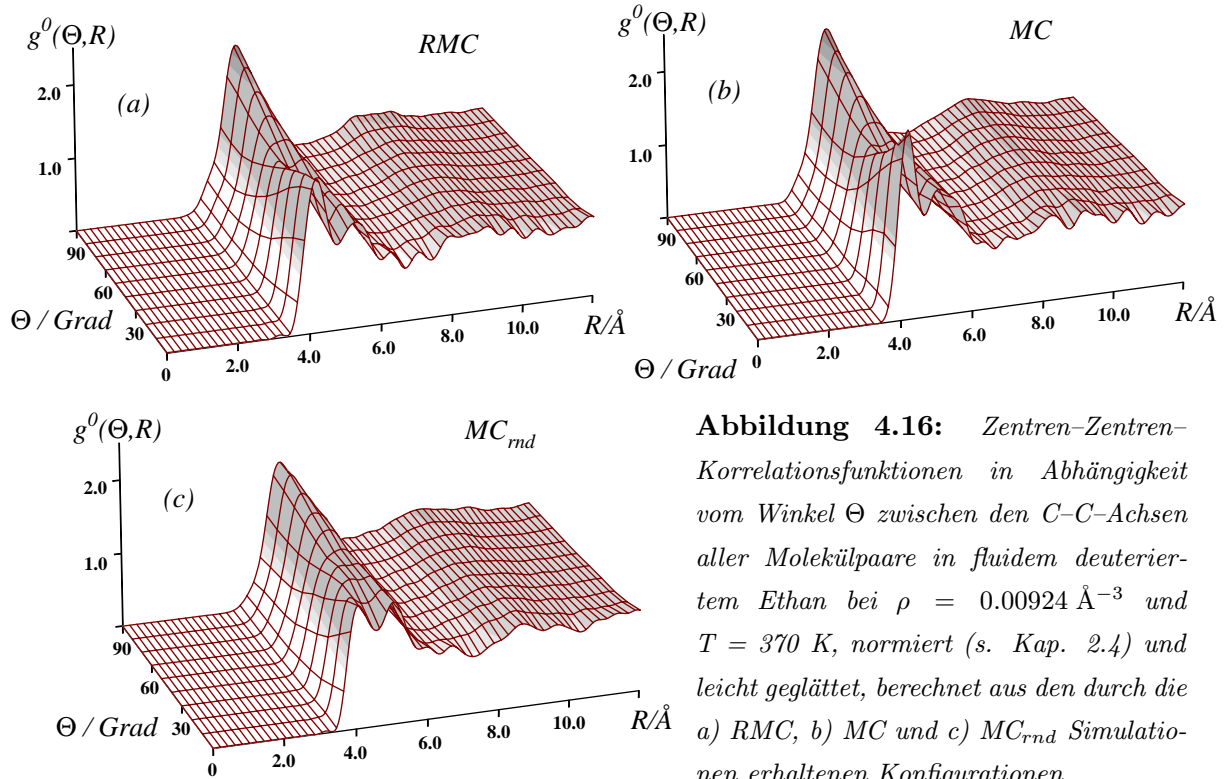 g⁰(Θ,R)
RMC
(a)
2.0
1.0
90
60
30
0
Θ / Grad
2.0
4.0
6.0
8.0
10.0
R/Å
g⁰(Θ,R)
MC
(b)
2.0
1.0
90
60
30
0
Θ / Grad
2.0
4.0
6.0
8.0
10.0
R/Å
g⁰(Θ,R)
MC_rnd
(c)
2.0
1.0
90
60
30
0
Θ / Grad
2.0
4.0
6.0
8.0
10.0
R/Å
Abbildung 4.16: Zentren–Zentren–
Korrelationsfunktionen in Abhängigkeit
vom Winkel Θ zwischen den C–C–Achsen
aller Molekülpaare in fluidem deuterier-
tem Ethan bei ρ = 0.00924 Å⁻³ und
T = 370 K, normiert (s. Kap. 2.4) und
leicht geglättet, berechnet aus den durch die
a) RMC, b) MC und c) MC_rnd Simulatio-
nen erhaltenen Konfigurationen